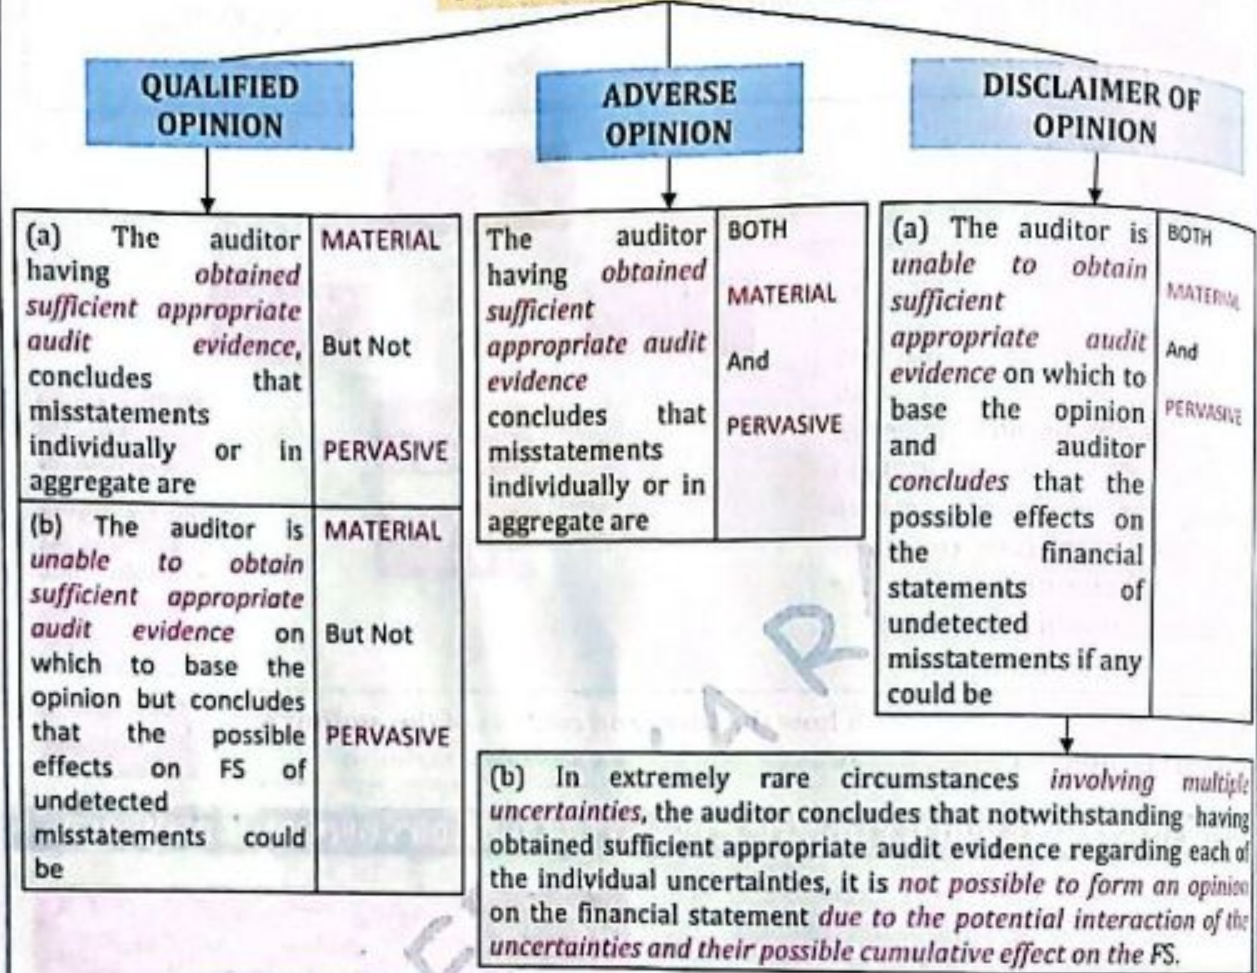 QUALIFIED
OPINION
(a) The auditor
having obtained
sufficient appropriate
audit evidence,
concludes that
misstatements
individually or in
aggregate are
MATERIAL
But Not
PERVASIVE
(b) The auditor is
unable to obtain
sufficient appropriate
audit evidence on
which to base the
opinion but concludes
that the possible
effects on FS of
undetected
misstatements could
be
MATERIAL
But Not
PERVASIVE
ADVERSE
OPINION
The auditor
having obtained
sufficient
appropriate audit
evidence
concludes that
misstatements
individually or in
aggregate are
BOTH
MATERIAL
And
PERVASIVE
DISCLAIMER OF
OPINION
(a) The auditor is
unable to obtain
sufficient
appropriate audit
evidence on which to
base the opinion
and auditor
concludes that the
possible effects on
the financial
statements of
undetected
misstatements if any
could be
BOTH
MATERIAL
And
PERVASIVE
(b) In extremely rare circumstances involving multiple
uncertainties, the auditor concludes that notwithstanding having
obtained sufficient appropriate audit evidence regarding each of
the individual uncertainties, it is not possible to form an opinion
on the financial statement due to the potential interaction of the
uncertainties and their possible cumulative effect on the FS.